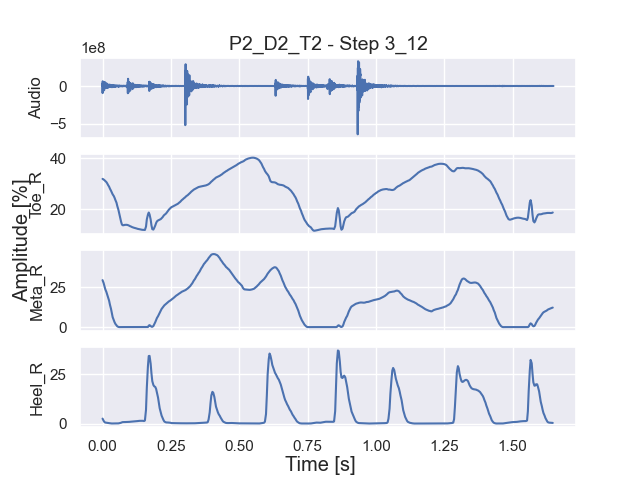 P2_D2_T2 - Step 3_12
1e8
0
−5
Audio
40
20
Toe_R
Amplitude [%]
25
0
Meta_R
25
0
Heel_R
0.00 0.25 0.50 0.75 1.00 1.25 1.50
Time [s]